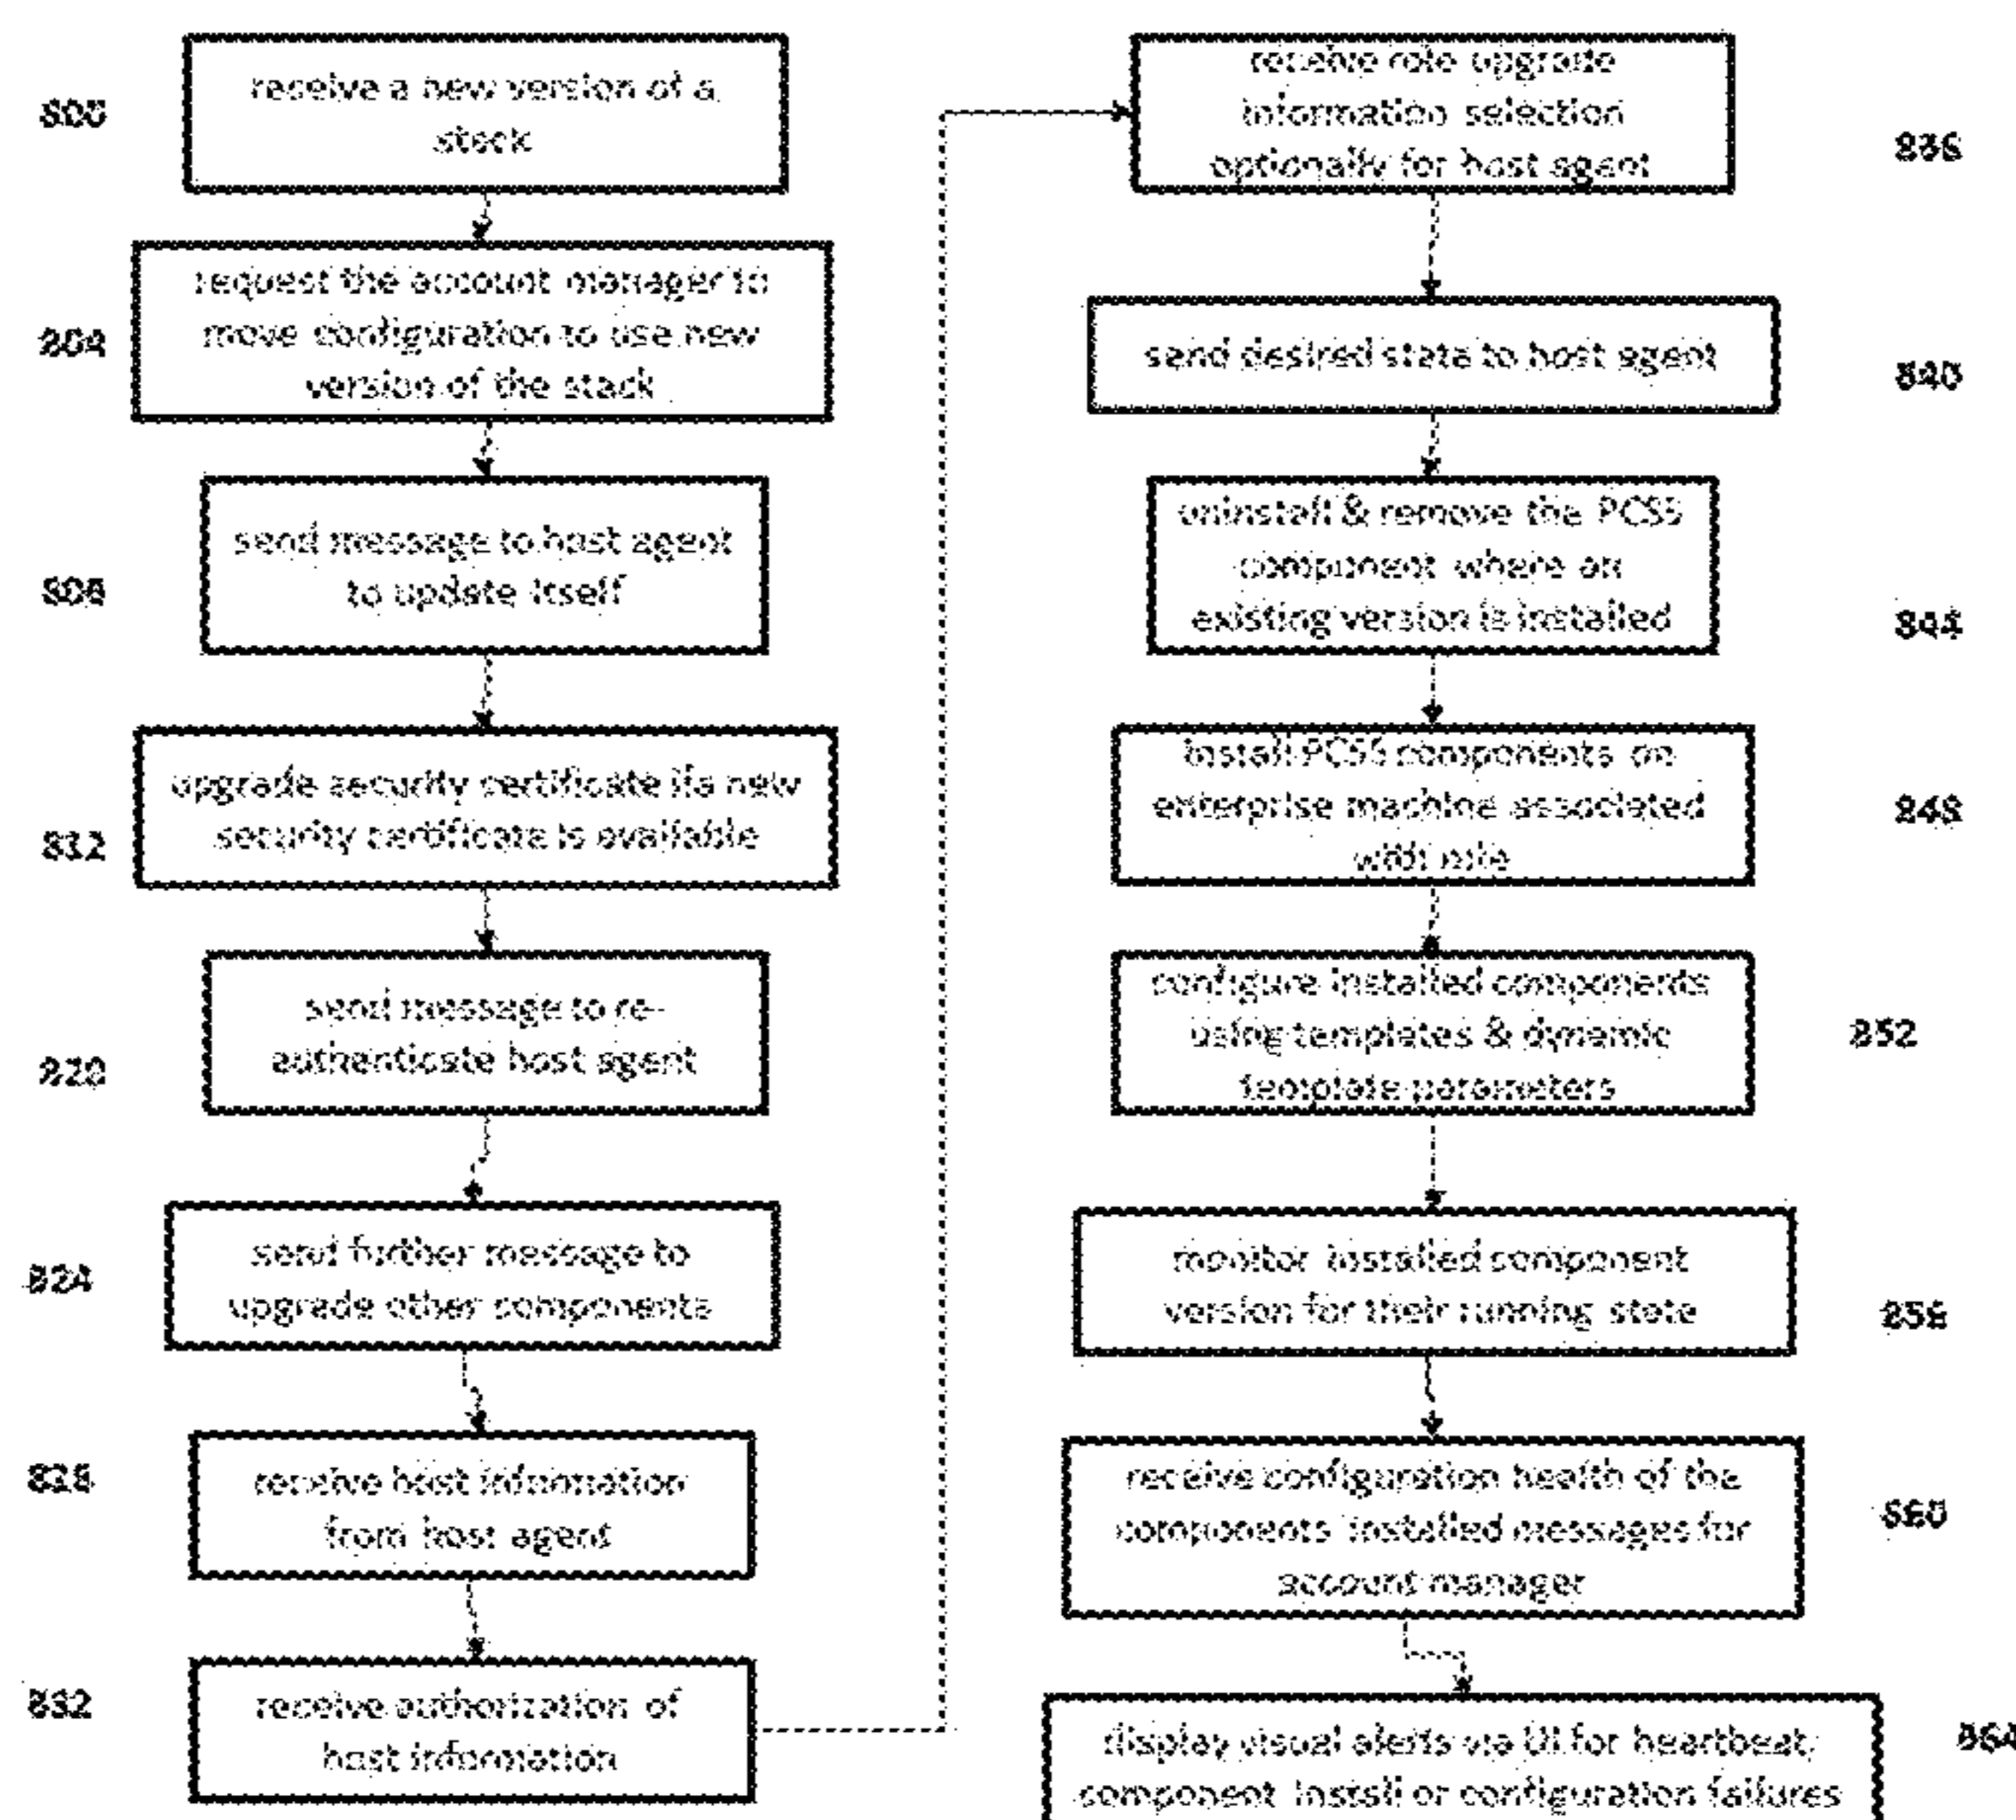 800
receive a new version of a
stack
804
request the account manager to
move configuration to use new
version of the stack
808
send message to host agent
to update itself
812
upgrade security certificate if a new
security certificate is available
820
send message to re-
authenticate host agent
824
send further message to
upgrade other components
828
receive host information
from host agent
832
receive authorization of
host information
receive role upgrade
information selection
optionally for host agent
836
send desired state to host agent
840
uninstall & remove the PCSS
component where an
existing version is installed
844
install PCSS components on
enterprise machine associated
with role
848
configure installed components
using templates & dynamic
template parameters
852
monitor installed component
version for their running state
856
receive configuration health of the
components installed messages for
account manager
860
display visual alerts via UI for heartbeat,
component install or configuration failures
864